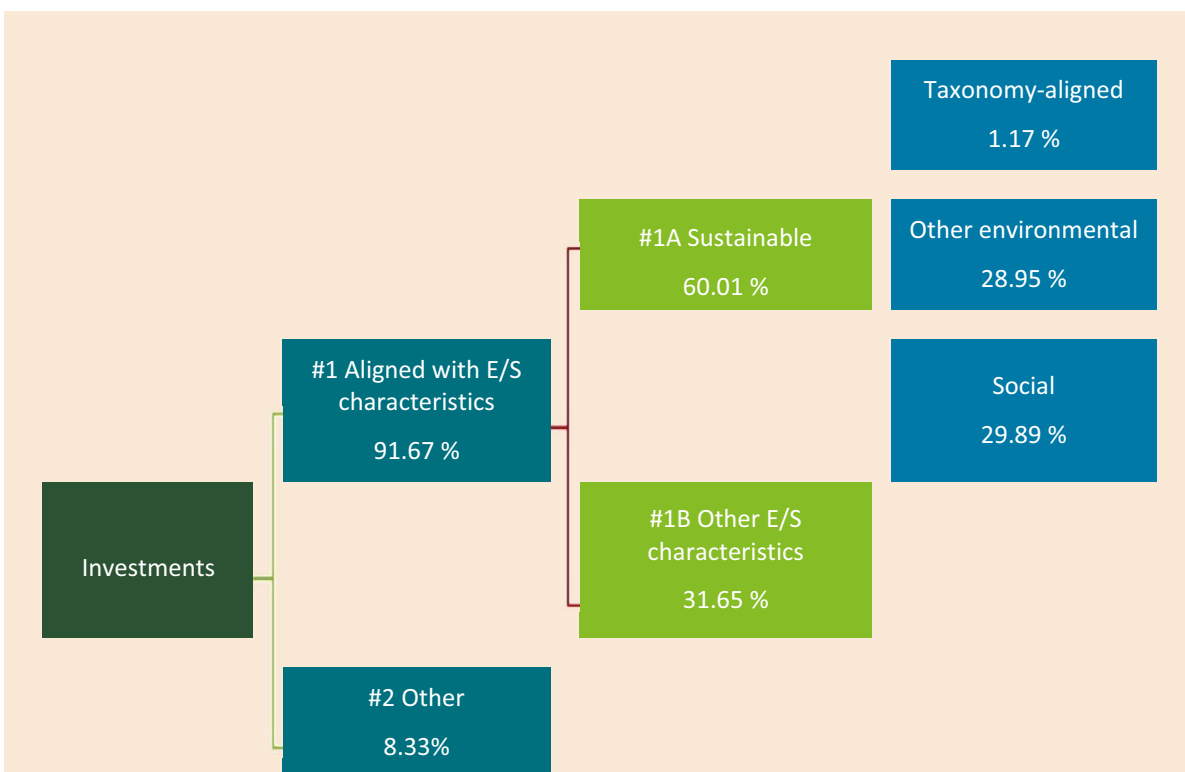 Taxonomy-aligned
1.17 %
#1A Sustainable
60.01 %
Other environmental
28.95 %
#1 Aligned with E/S
characteristics
91.67 %
Social
29.89 %
Investments
#1B Other E/S
characteristics
31.65 %
#2 Other
8.33%